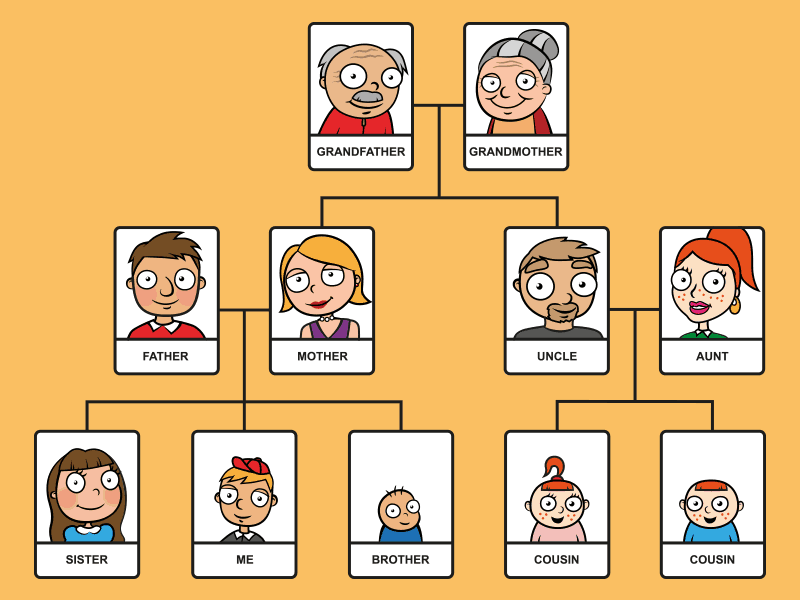 GRANDFATHER
GRANDMOTHER
FATHER
MOTHER
UNCLE
AUNT
SISTER
ME
BROTHER
COUSIN
COUSIN